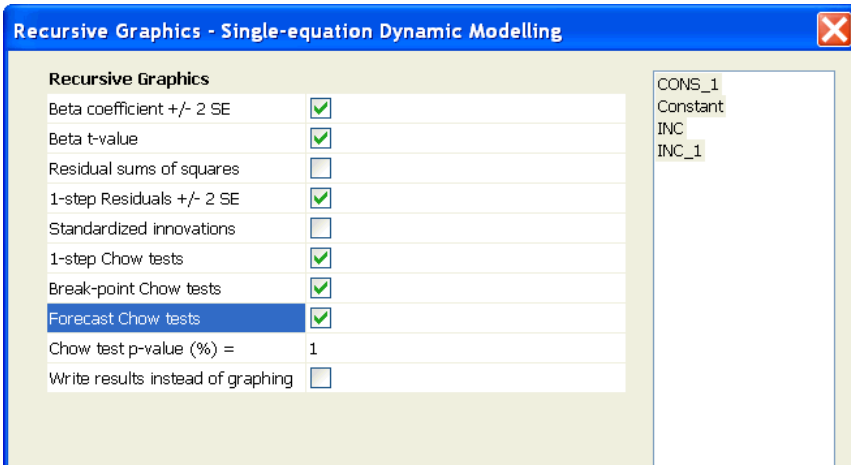 Recursive Graphics - Single-equation Dynamic Modelling
Recursive Graphics
Beta coefficient +/- 2 SE
Beta t-value
Residual sums of squares
1-step Residuals +/- 2 SE
Standardized innovations
1-step Chow tests
Break-point Chow tests
Forecast Chow tests
Chow test p-value (%) = 1
Write results instead of graphing
CONS_1
Constant
INC
INC_1